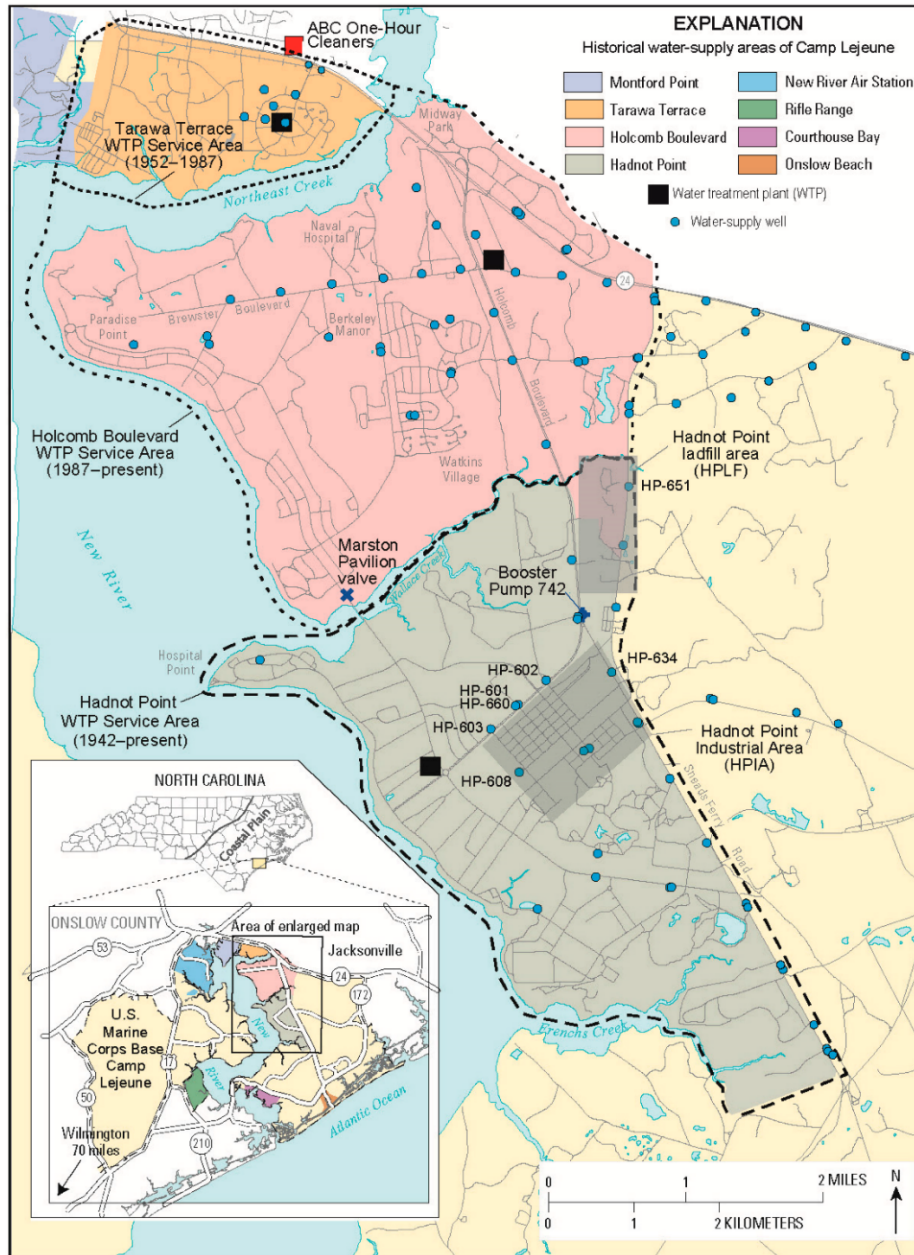 ABC One-Hour
Cleaners
EXPLANATION
Historical water-supply areas of Camp Lejeune
Montford Point
New River Air Station
Tarawa Terrace
Rifle Range
Holcomb Boulevard
Courthouse Bay
Hadnot Point
Onslow Beach
Water treatment plant (WTP)
Water-supply well
Tarawa Terrace
WTP Service Area
(1952–1987)
Midway
Park
Northeast Creek
Naval
Hospital
24
Holcomb
Boulevard
Paradise
Point
Brewster
Boulevard
Berkeley
Manor
Holcomb Boulevard
WTP Service Area
(1987–present)
Watkins
Village
Hadnot Point
ladfill area
(HPLF)
HP-651
New River
Marston
Pavilion
valve
Wallace Creek
Booster
Pump 742
Hospital
Point
HP-602
HP-634
HP-601
HP-660
HP-603
Hadnot Point
WTP Service Area
(1942–present)
Hadnot Point
Industrial Area
(HPIA)
HP-608
Sneads Ferry
Road
Frenchs Creek
NORTH CAROLINA
Coastal Plain
ONSLOW COUNTY
Area of enlarged map
Jacksonville
53
24
172
U.S.
Marine
Corps Base
Camp
Lejeune
New
River
17
50
210
Wilmington
70 miles
Atlantic Ocean
0 1 2 MILES
0 1 2 KILOMETERS
N